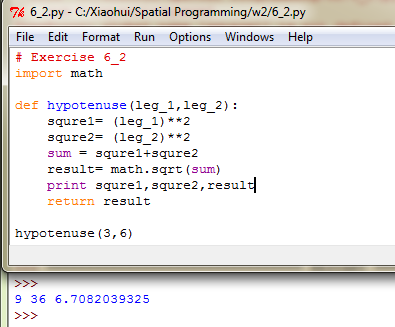 6_2.py - C:/Xiaohui/Spatial Programming/w2/6_2.py
File Edit Format Run Options Windows Help
# Exercise 6_2
import math
def hypotenuse(leg_1,leg_2):
squre1= (leg_1)**2
squre2= (leg_2)**2
sum = squre1+squre2
result= math.sqrt(sum)
print squre1,squre2,result
return result
hypotenuse(3,6)
>>>
9 36 6.7082039325
>>>